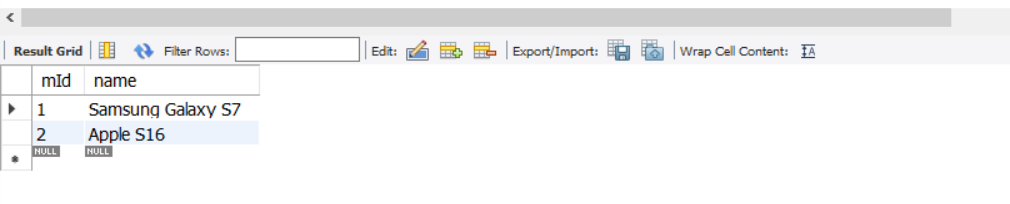 Result Grid Filter Rows: Edit: Export/Import: Wrap Cell Content: IA
mId name
1 Samsung Galaxy S7
2 Apple S16
NULL NULL